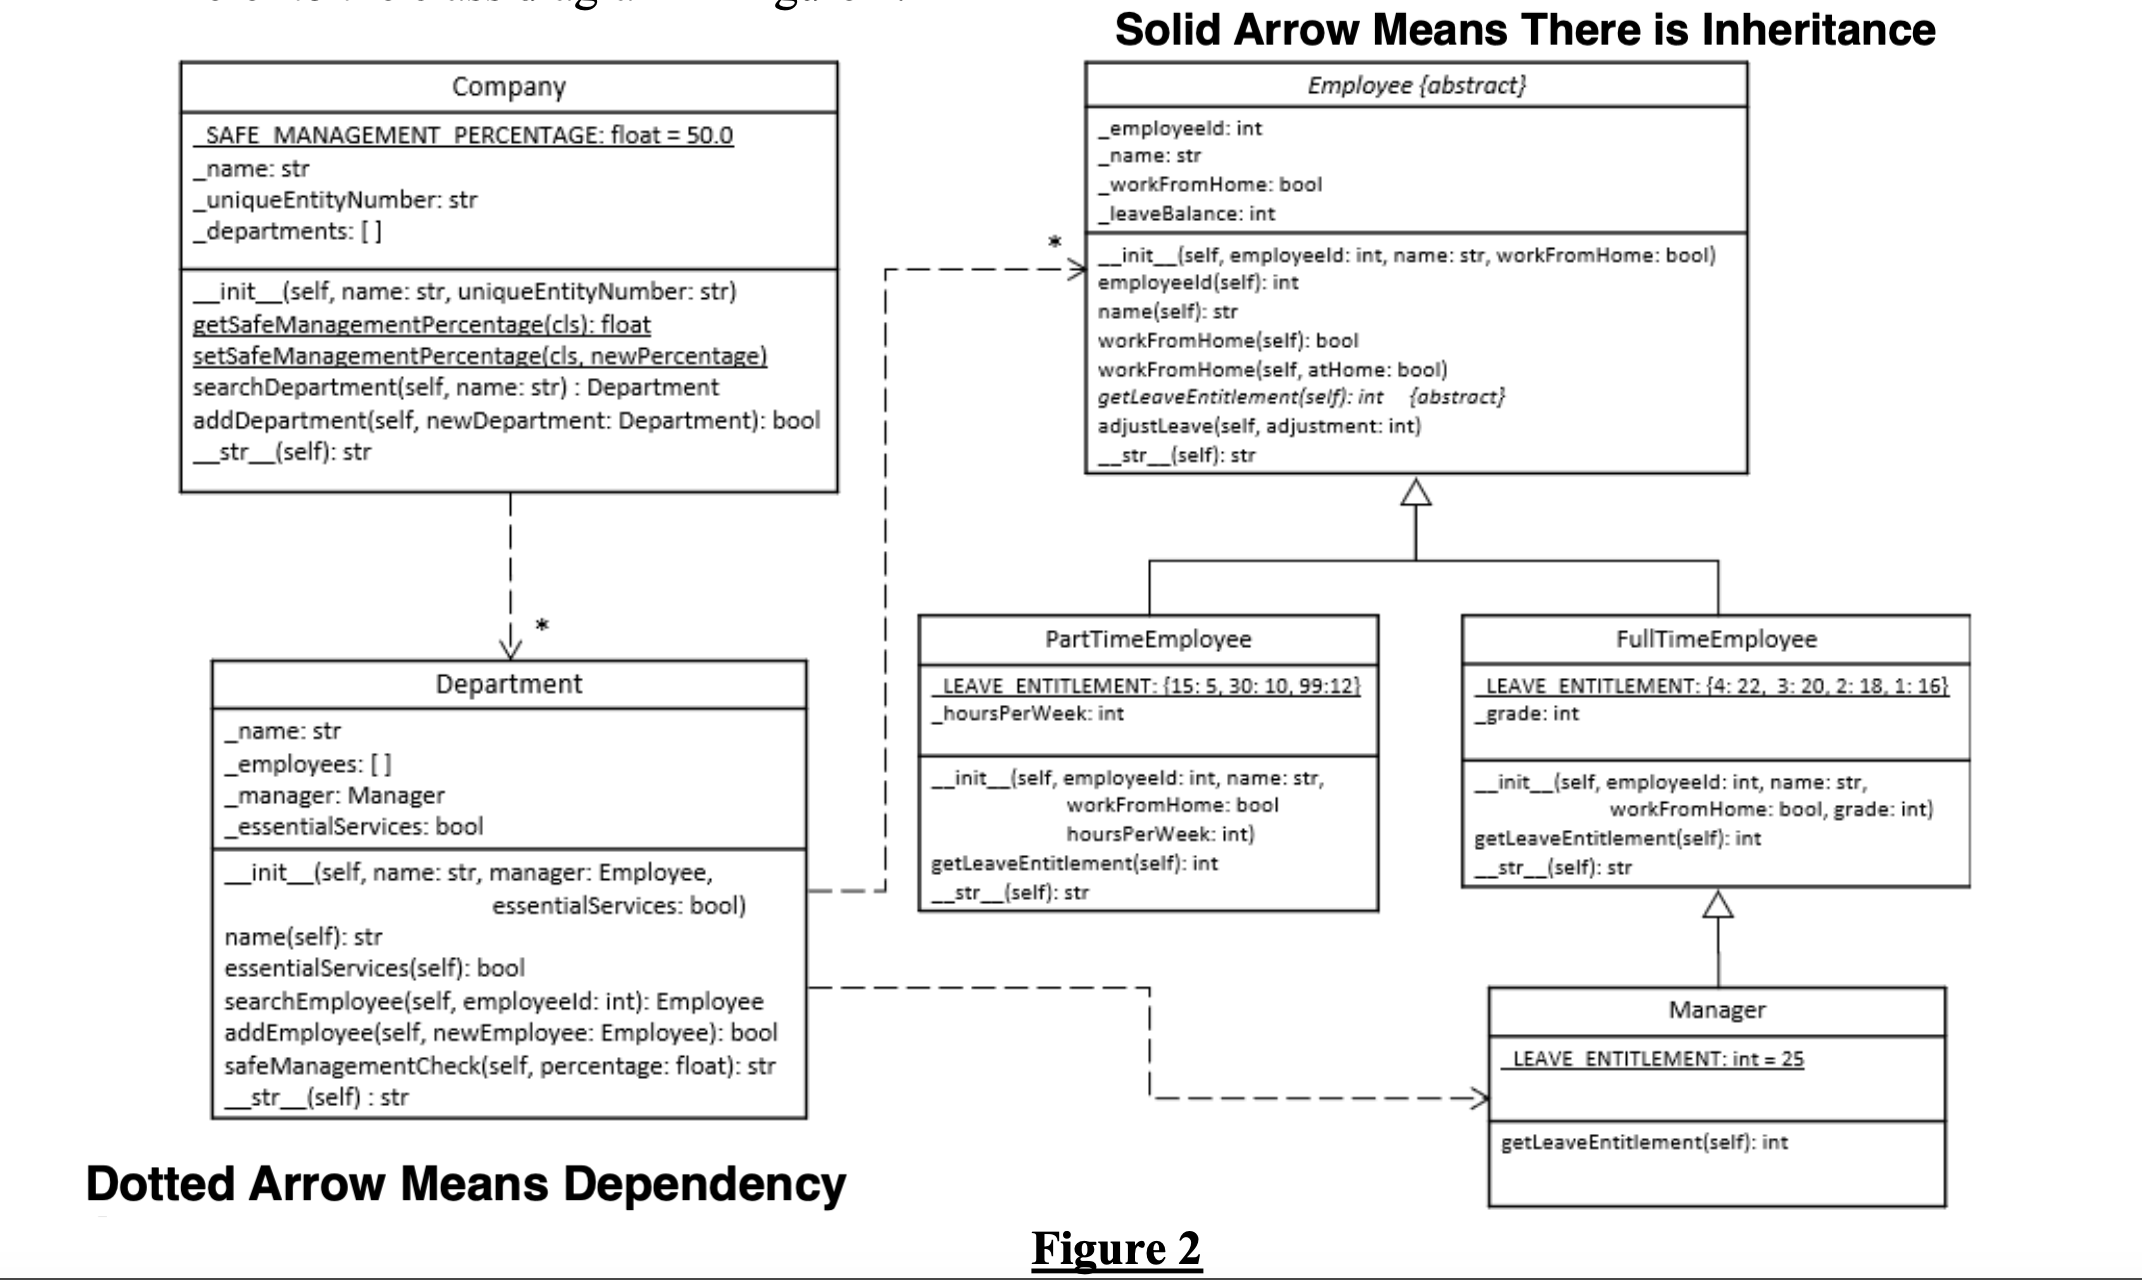 Solid Arrow Means There is Inheritance
Company
_SAFE_MANAGEMENT_PERCENTAGE: float = 50.0
_name: str
_uniqueEntityNumber: str
_departments: [ ]
__init__(self, name: str, uniqueEntityNumber: str)
getSafeManagementPercentage(cls): float
setSafeManagementPercentage(cls, newPercentage)
searchDepartment(self, name: str) : Department
addDepartment(self, newDepartment: Department): bool
__str__(self): str
Employee {abstract}
_employeeId: int
_name: str
_workFromHome: bool
_leaveBalance: int
*
__init__(self, employeeId: int, name: str, workFromHome: bool)
employeeId(self): int
name(self): str
workFromHome(self): bool
workFromHome(self, atHome: bool)
getLeaveEntitlement(self): int {abstract}
adjustLeave(self, adjustment: int)
__str__(self): str
*
Department
_name: str
_employees: [ ]
_manager: Manager
_essentialServices: bool
__init__(self, name: str, manager: Employee,
essentialServices: bool)
name(self): str
essentialServices(self): bool
searchEmployee(self, employeeId: int): Employee
addEmployee(self, newEmployee: Employee): bool
safeManagementCheck(self, percentage: float): str
__str__(self) : str
PartTimeEmployee
_LEAVE_ENTITLEMENT: {15: 5, 30: 10, 99:12}
_hoursPerWeek: int
__init__(self, employeeId: int, name: str,
workFromHome: bool
hoursPerWeek: int)
getLeaveEntitlement(self): int
__str__(self): str
FullTimeEmployee
_LEAVE_ENTITLEMENT: {4: 22, 3: 20, 2: 18, 1: 16}
_grade: int
__init__(self, employeeId: int, name: str,
workFromHome: bool, grade: int)
getLeaveEntitlement(self): int
__str__(self): str
Manager
_LEAVE_ENTITLEMENT: int = 25
getLeaveEntitlement(self): int
Dotted Arrow Means Dependency
Figure 2